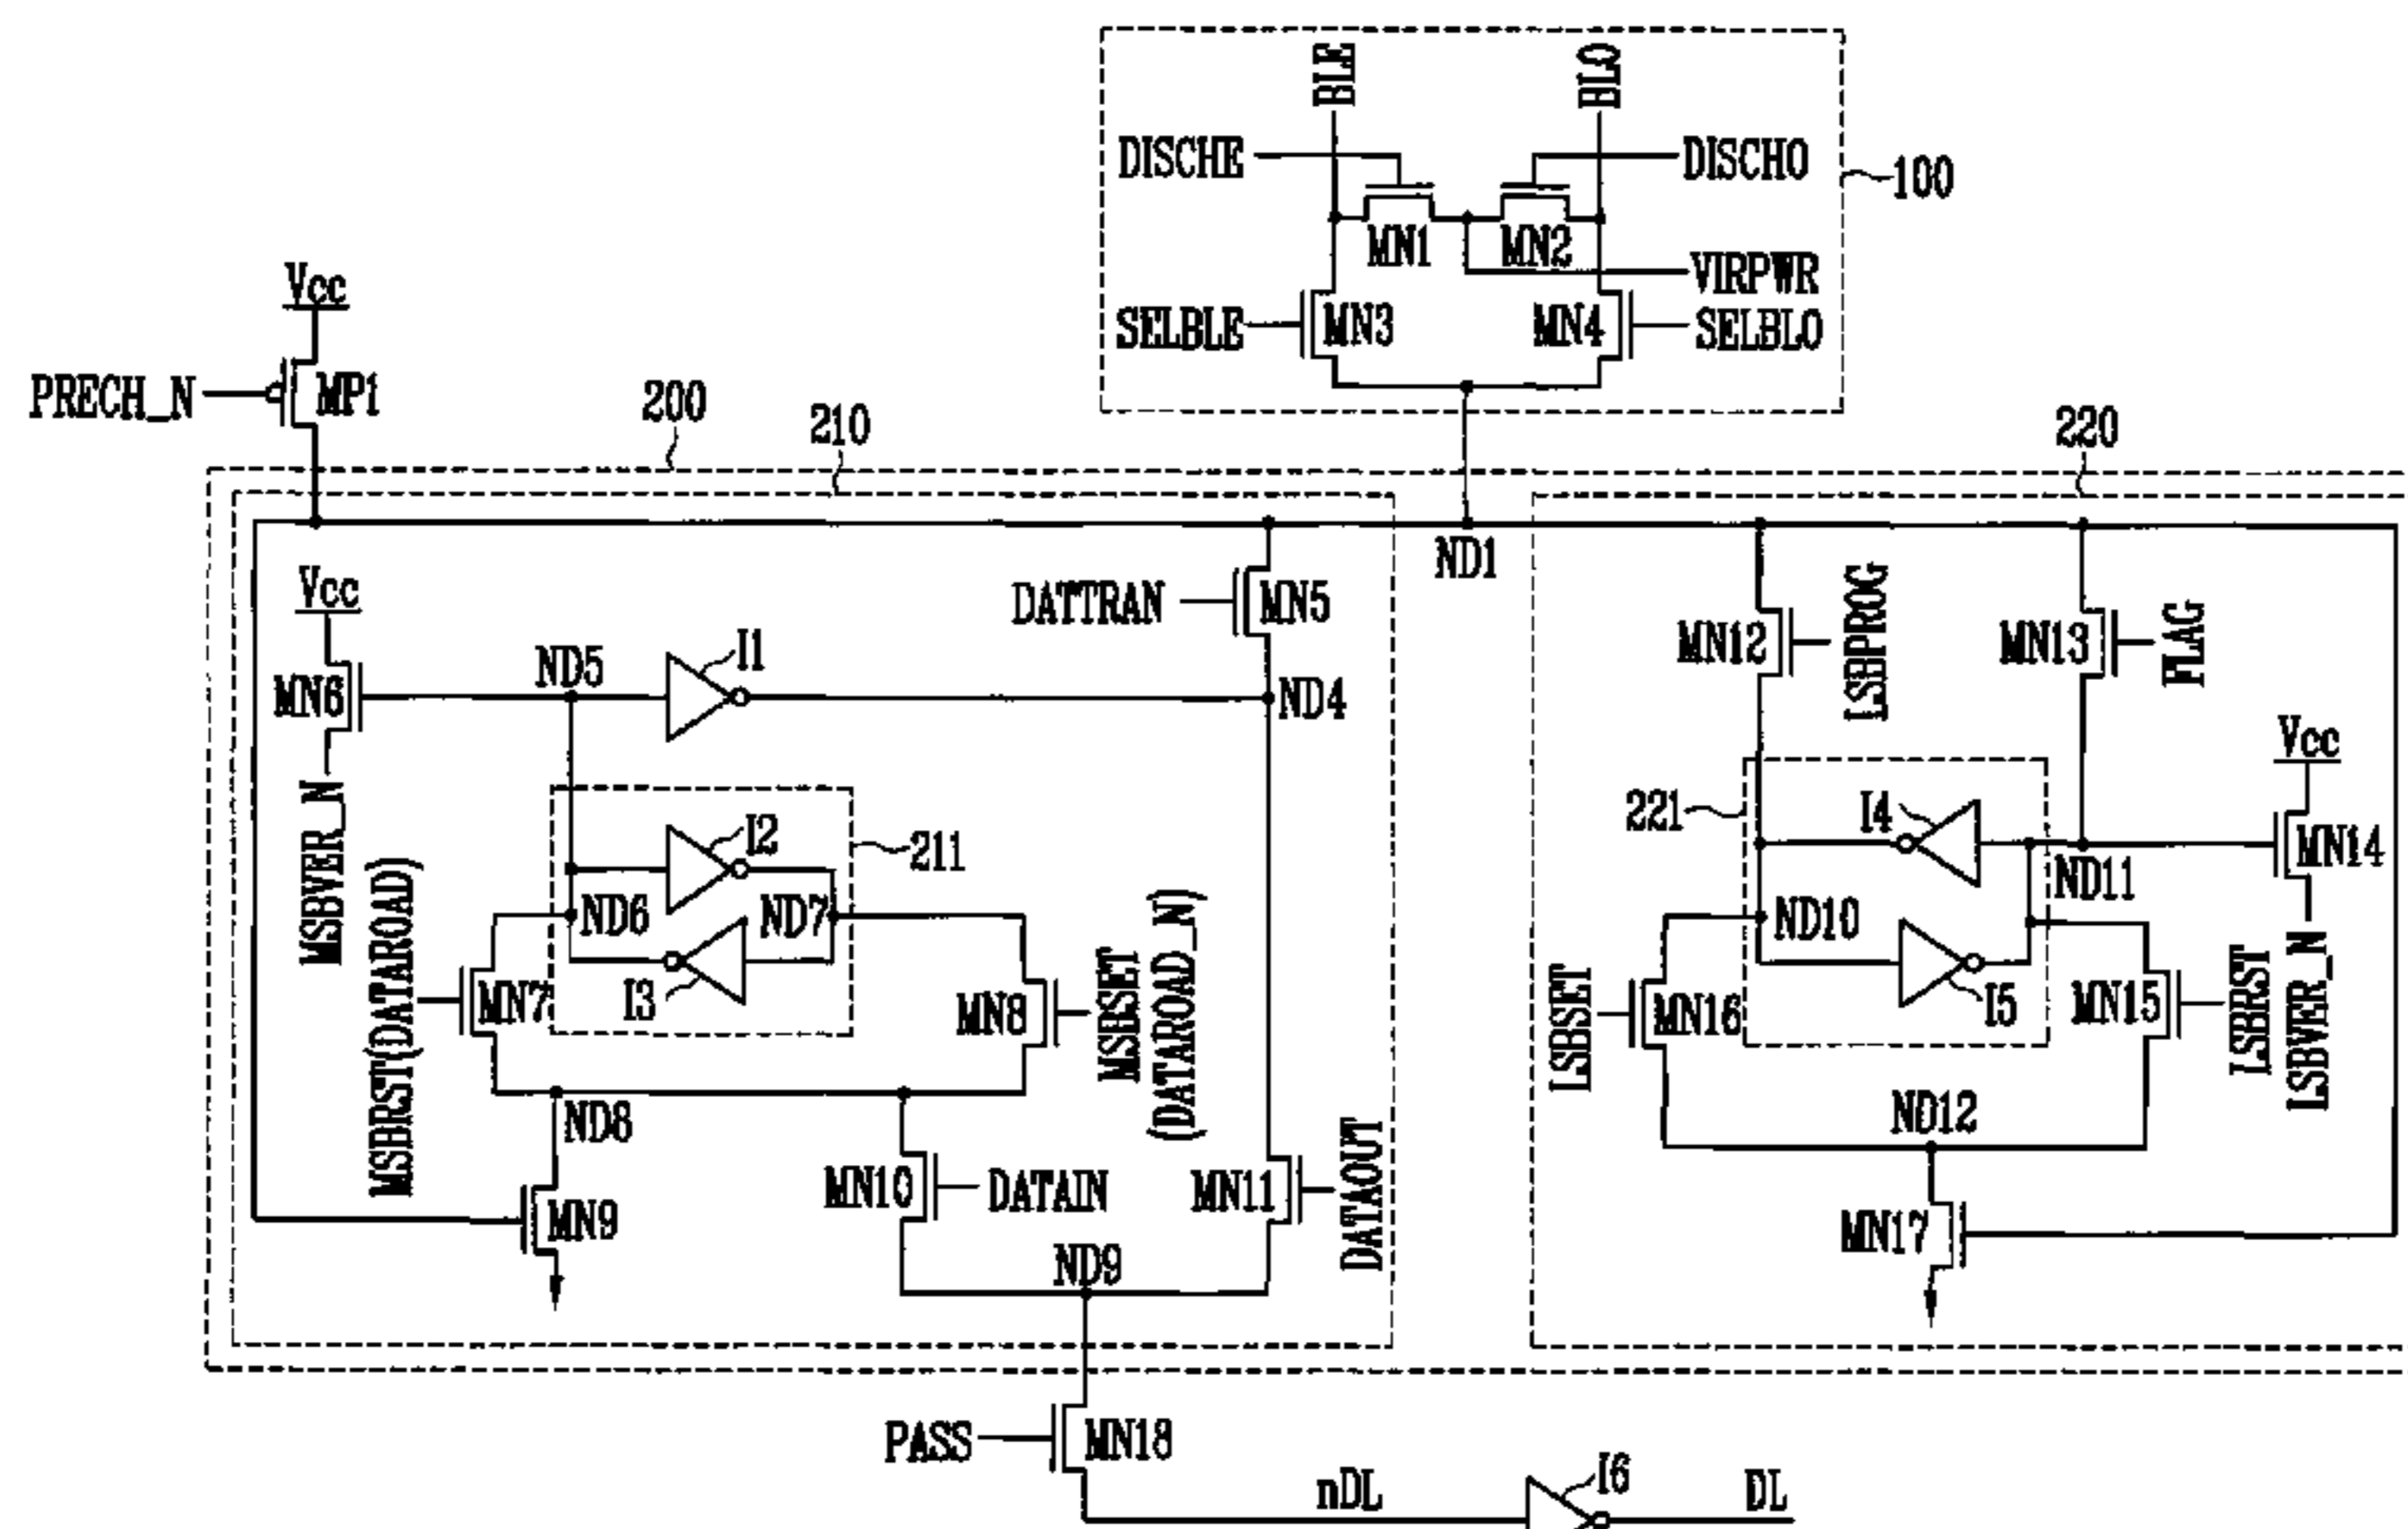 BLE
BLO
DISCHE
DISCHO
100
MN1
MN2
VIRPWR
SELBLE
MN3
MN4
SELBLO
Vcc
PRECH_N
MP1
200
210
220
ND1
Vcc
DATTRAN
MN5
MN12
LSBPROG
MN13
FLAG
MN6
ND5
I1
ND4
MSBVER_N
Vcc
I2
211
221
I4
MN14
ND11
MSBRST(DATAROAD)
ND6
ND7
ND10
MN7
I3
MN8
MSBSET
(DATAROAD_N)
LSBSET
MN16
I5
MN15
LSBRST
LSBVER_N
ND8
ND12
MN10
DATAIN
MN11
DATAOUT
MN9
MN17
ND9
PASS
MN18
nDL
I6
DL